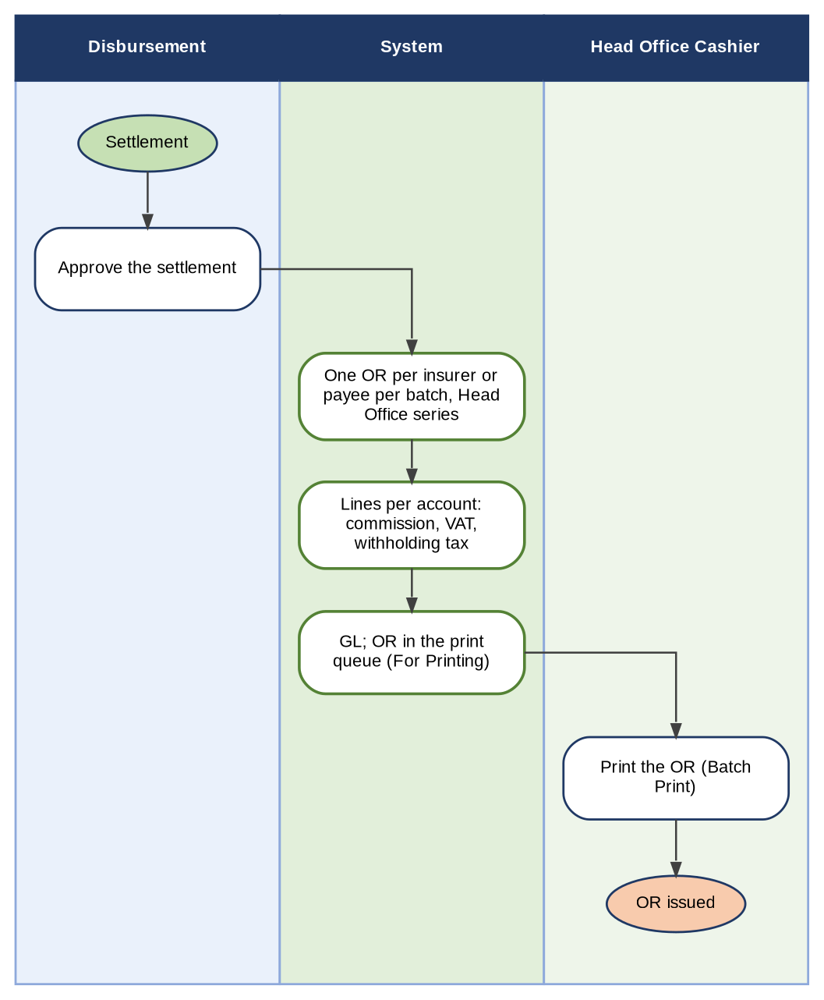 Disbursement
System
Head Office Cashier
Settlement
Approve the settlement
One OR per insurer or
payee per batch, Head
Office series
Lines per account:
commission, VAT,
withholding tax
GL; OR in the print
queue (For Printing)
Print the OR (Batch
Print)
OR issued